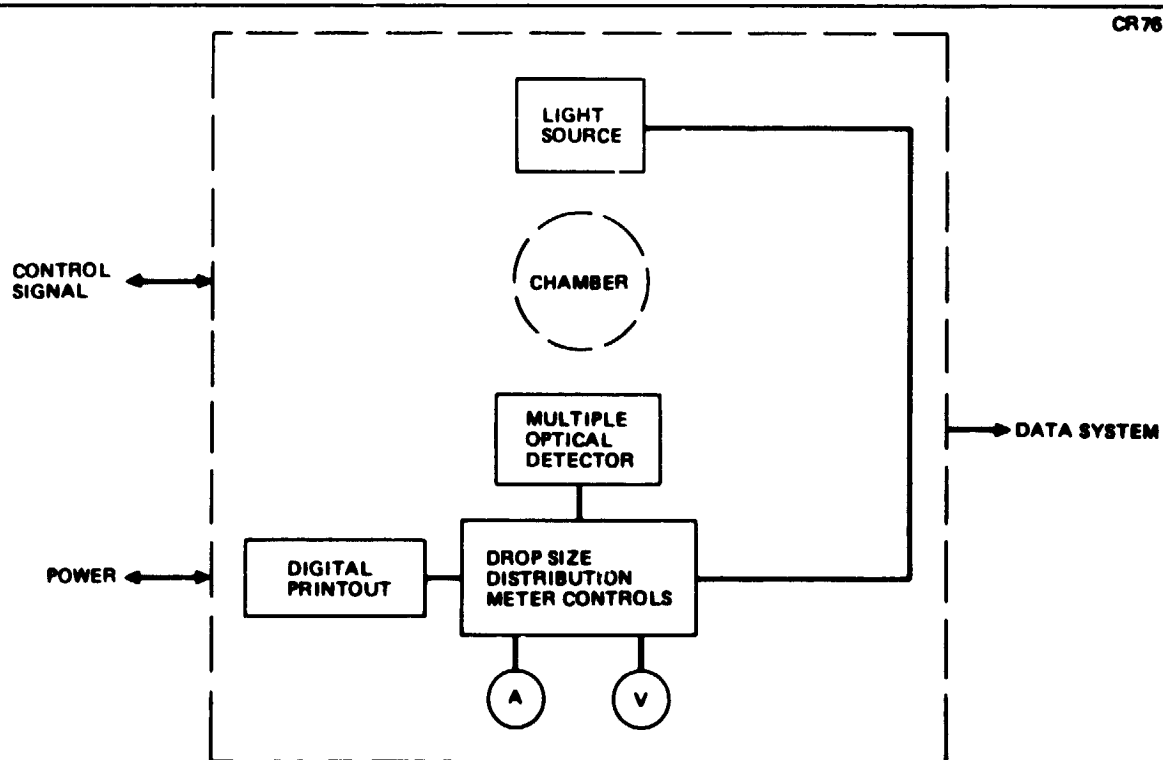 CR76
LIGHT
SOURCE
CONTROL
SIGNAL
CHAMBER
MULTIPLE
OPTICAL
DETECTOR
DATA SYSTEM
POWER
DIGITAL
PRINTOUT
DROP SIZE
DISTRIBUTION
METER CONTROLS
A
V